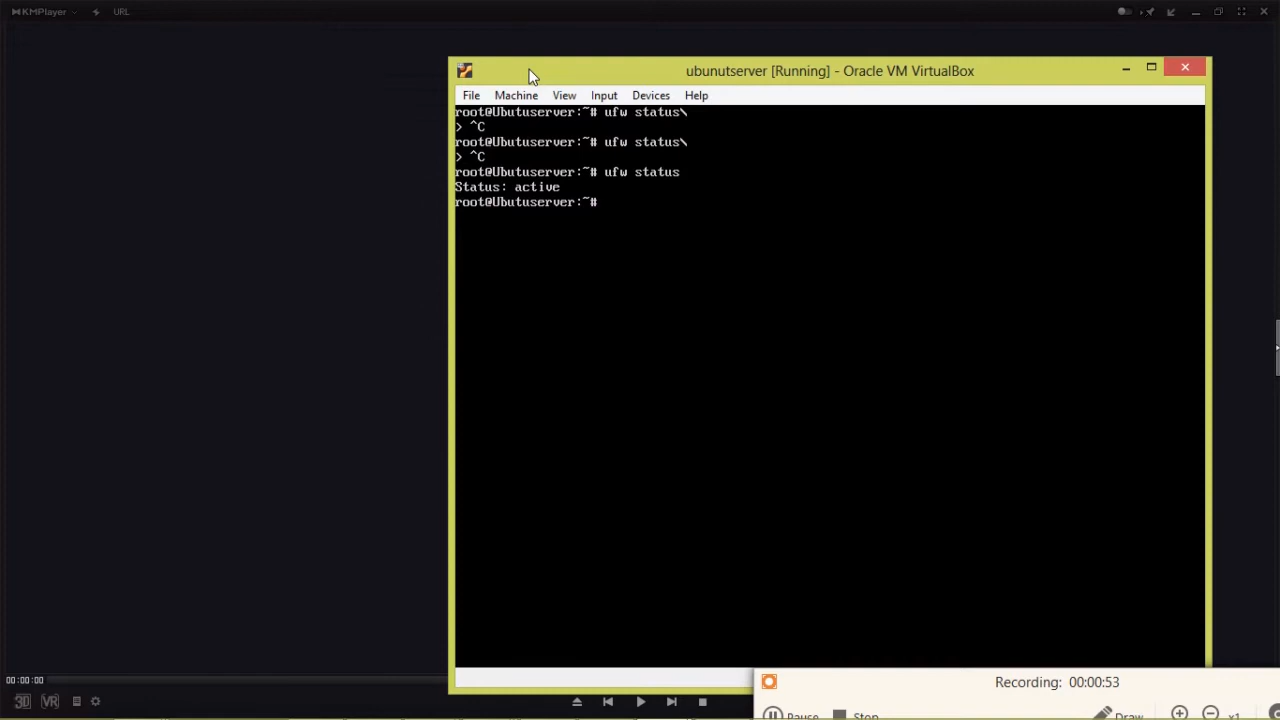 KMPlayer URL
ubunutserver [Running] - Oracle VM VirtualBox
File Machine View Input Devices Help
root@Ubutuserver:~# ufw status\
> ^C
root@Ubutuserver:~# ufw status\
> ^C
root@Ubutuserver:~# ufw status
Status: active
root@Ubutuserver:~#
00:00:00
Recording: 00:00:53
3D VR
Pause Stop Draw x1